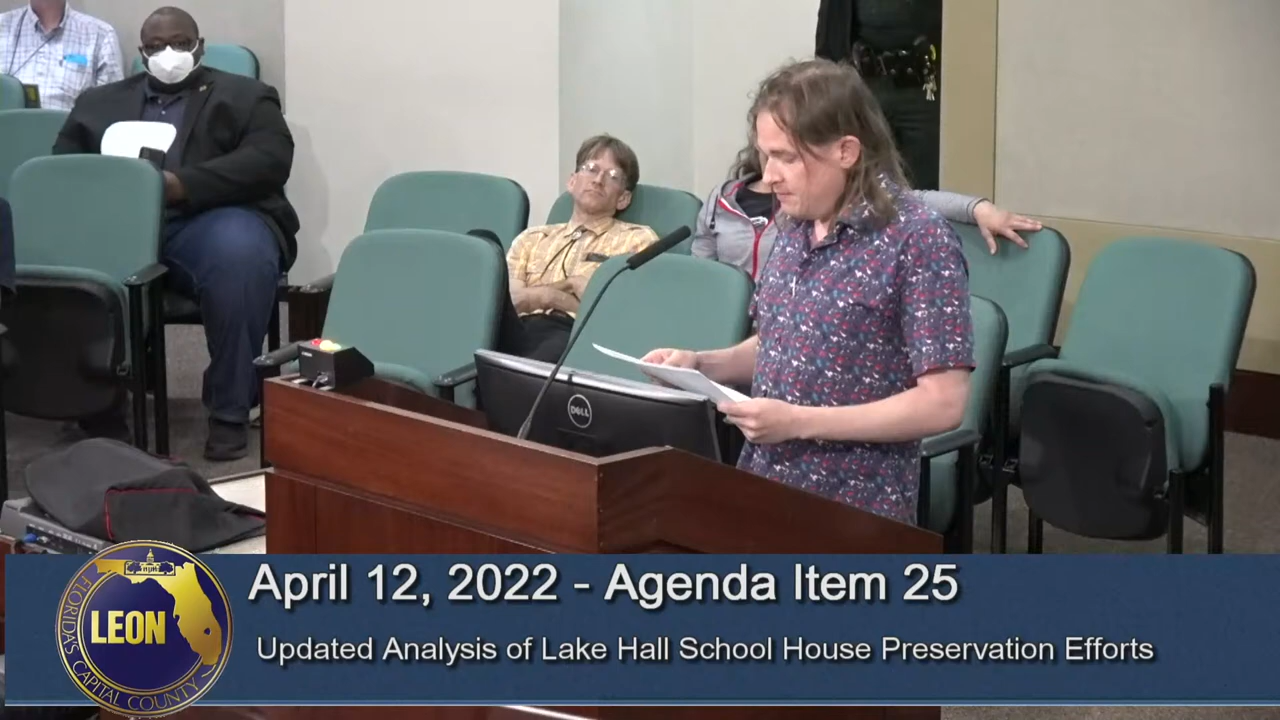 DELL
April 12, 2022 - Agenda Item 25
Updated Analysis of Lake Hall School House Preservation Efforts
LEON
FLORIDAS CAPITAL COUNTY